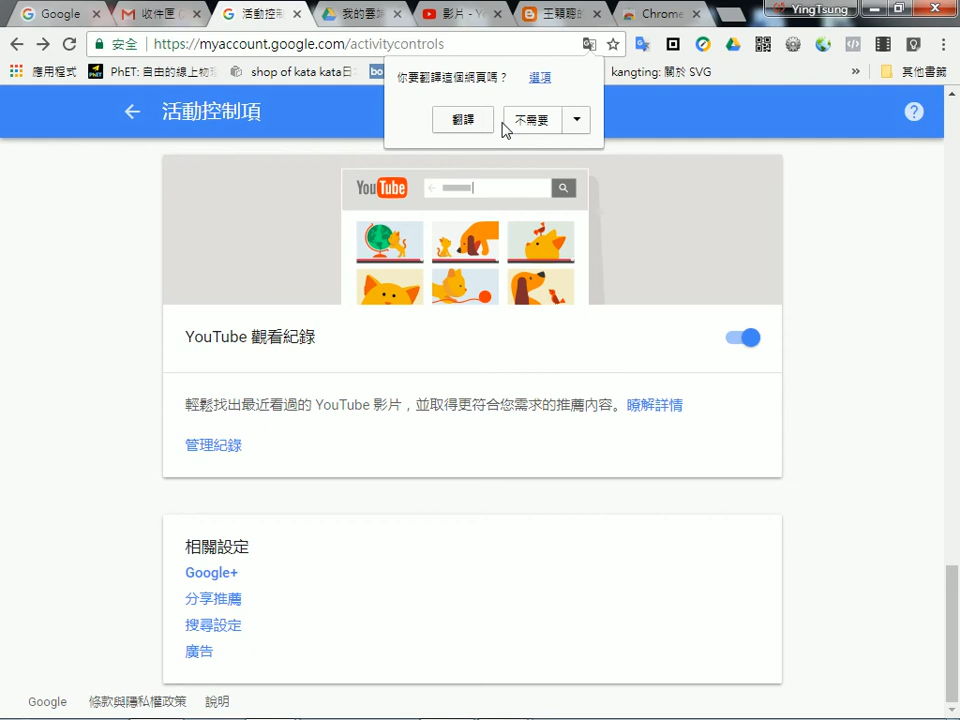 Google
收件匣 (
活動控制
我的雲端
影片 - Y
王穎聰的
Chrome
YingTsung
安全
https://myaccount.google.com/activitycontrols
應用程式
PhET: 自由的線上物理
shop of kata kata日
bo
kangting: 關於 SVG
»
其他書籤
你要翻譯這個網頁嗎？ 選項
翻譯
不需要
活動控制項
YouTube
YouTube 觀看紀錄
輕鬆找出最近看過的 YouTube 影片，並取得更符合您需求的推薦內容。瞭解詳情
管理紀錄
相關設定
Google+
分享推薦
搜尋設定
廣告
Google 條款與隱私權政策 說明